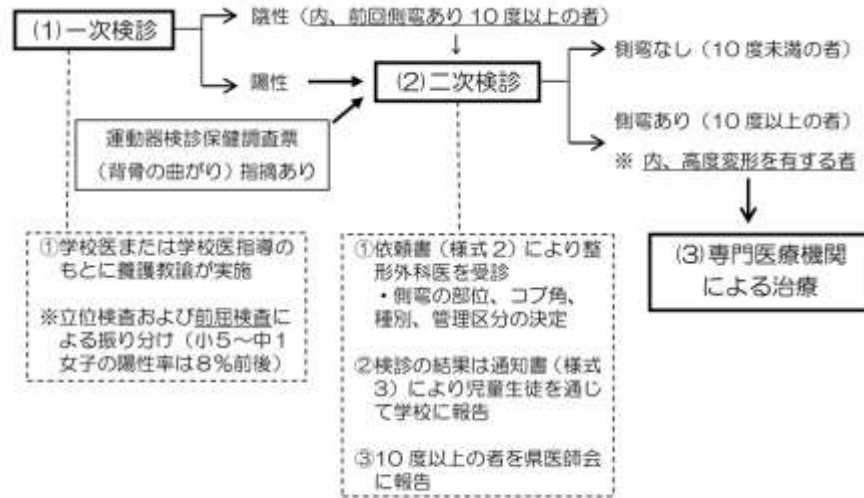 (1)一次検診
陰性（内、前回側弯あり10度以上の者）
陽性
(2)二次検診
側弯なし（10度未満の者）
側弯あり（10度以上の者）
※ 内、高度変形を有する者
運動器検診保健調査票
（背骨の曲がり）指摘あり
(3)専門医療機関
による治療
①学校医または学校医指導の
もとに養護教諭が実施
※立位検査および前屈検査に
よる振り分け（小5～中1
女子の陽性率は8％前後）
①依頼書（様式2）により整
形外科医を受診
・側弯の部位、コブ角、
種別、管理区分の決定
②検診の結果は通知書（様式
3）により児童生徒を通じ
て学校に報告
③10度以上の者を県医師会
に報告